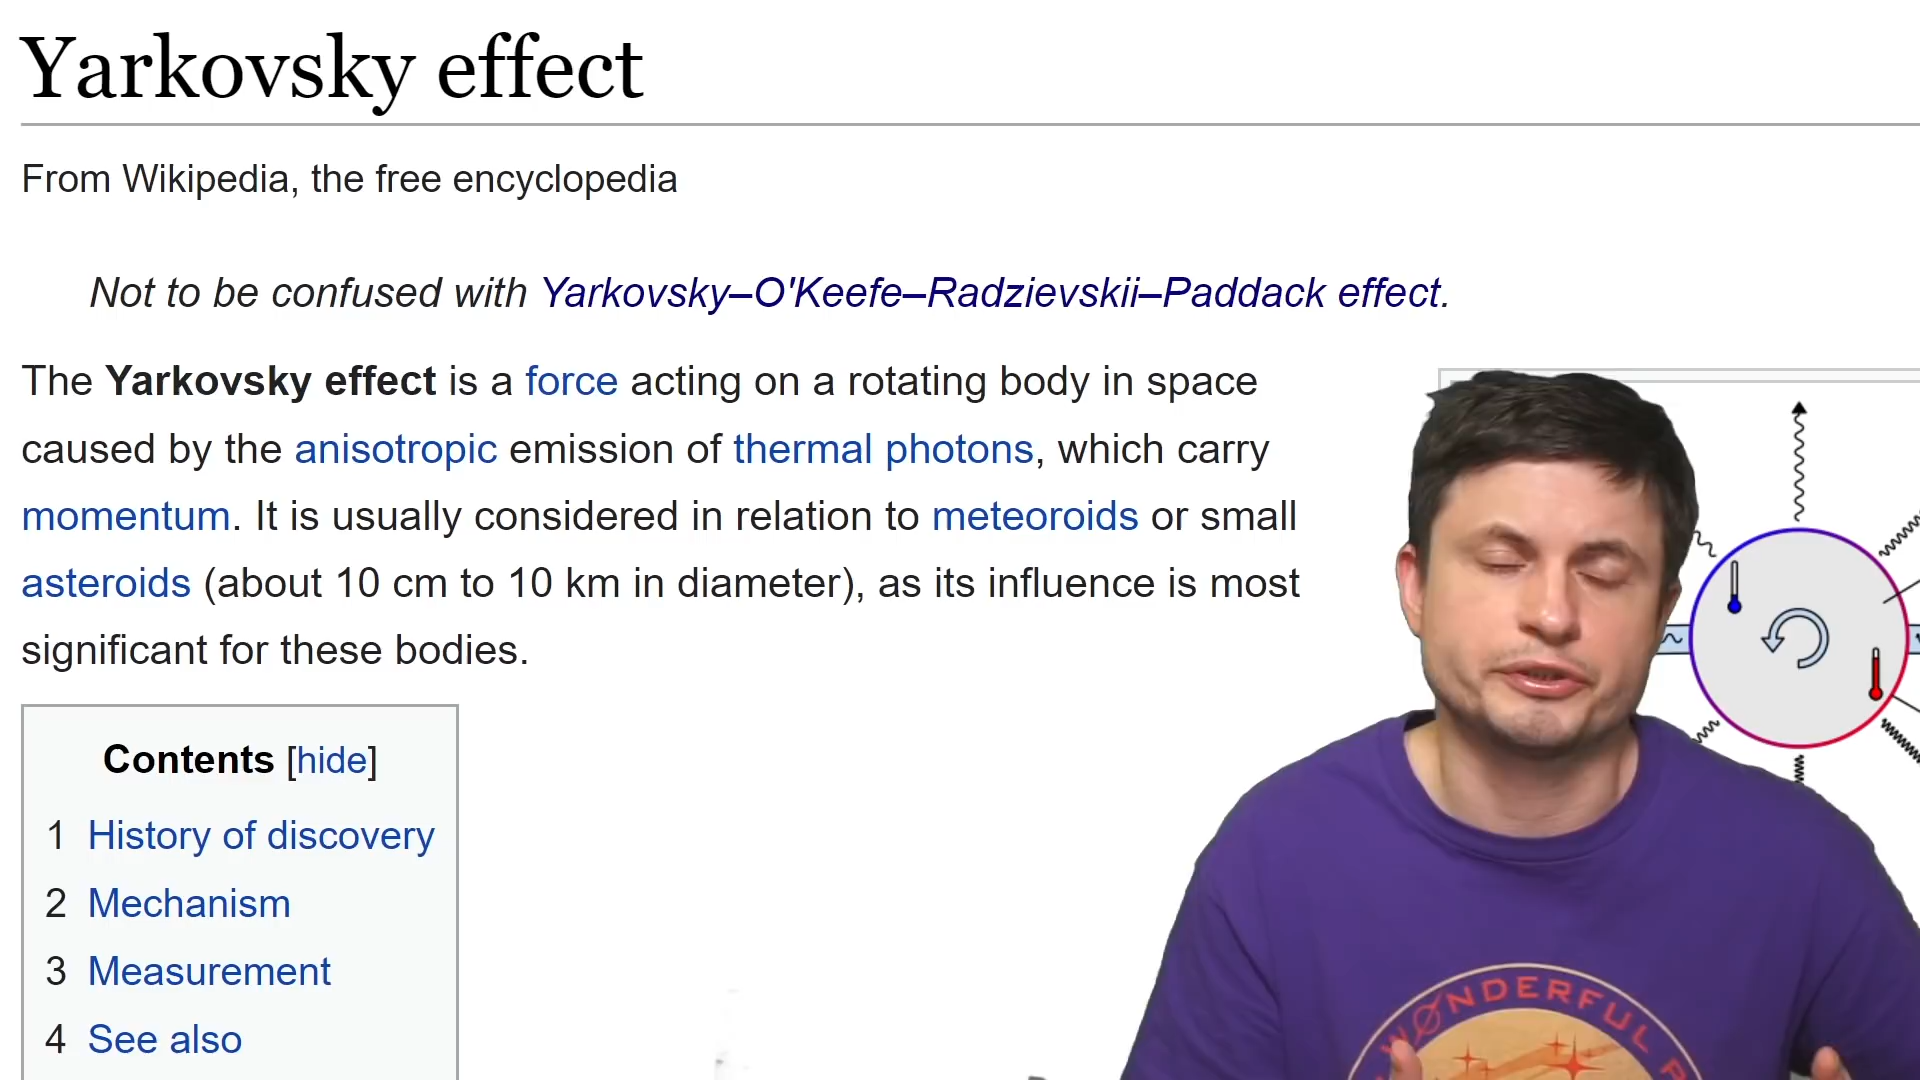 Yarkovsky effect
From Wikipedia, the free encyclopedia
Not to be confused with Yarkovsky–O'Keefe–Radzievskii–Paddack effect.
The Yarkovsky effect is a force acting on a rotating body in space
caused by the anisotropic emission of thermal photons, which carry
momentum. It is usually considered in relation to meteoroids or small
asteroids (about 10 cm to 10 km in diameter), as its influence is most
significant for these bodies.
Contents [hide]
1 History of discovery
2 Mechanism
3 Measurement
4 See also
WØNDERFUL